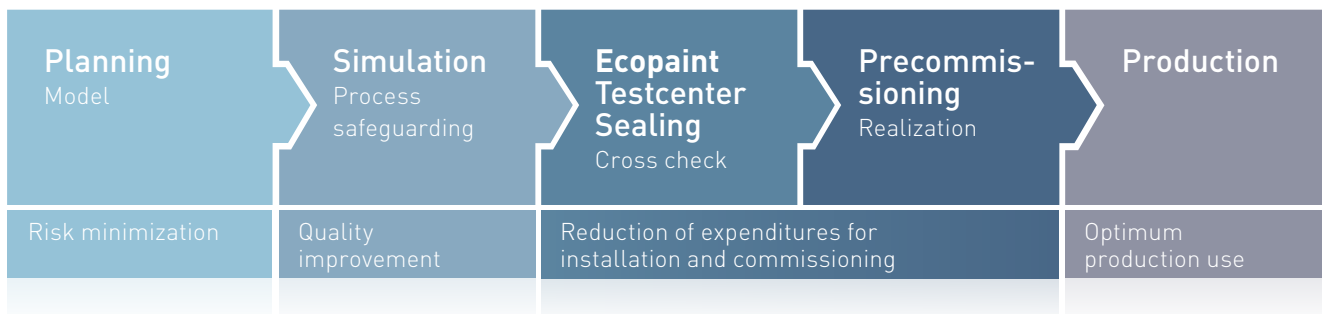 Planning
Model
Simulation
Process
safeguarding
Ecopaint
Testcenter
Sealing
Cross check
Precommis-
sioning
Realization
Production
Risk minimization
Quality
improvement
Reduction of expenditures for
installation and commissioning
Optimum
production use